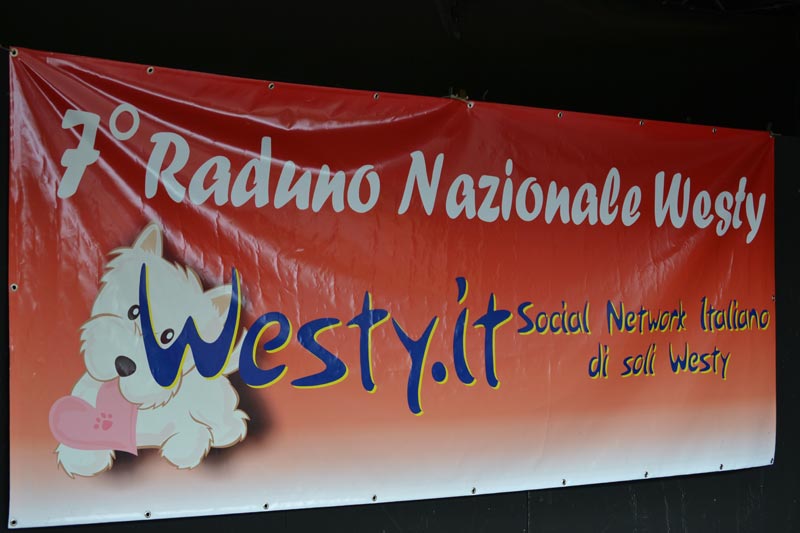 7° Raduno Nazionale Westy
Westy.it
Social Network Italiano
di soli Westy